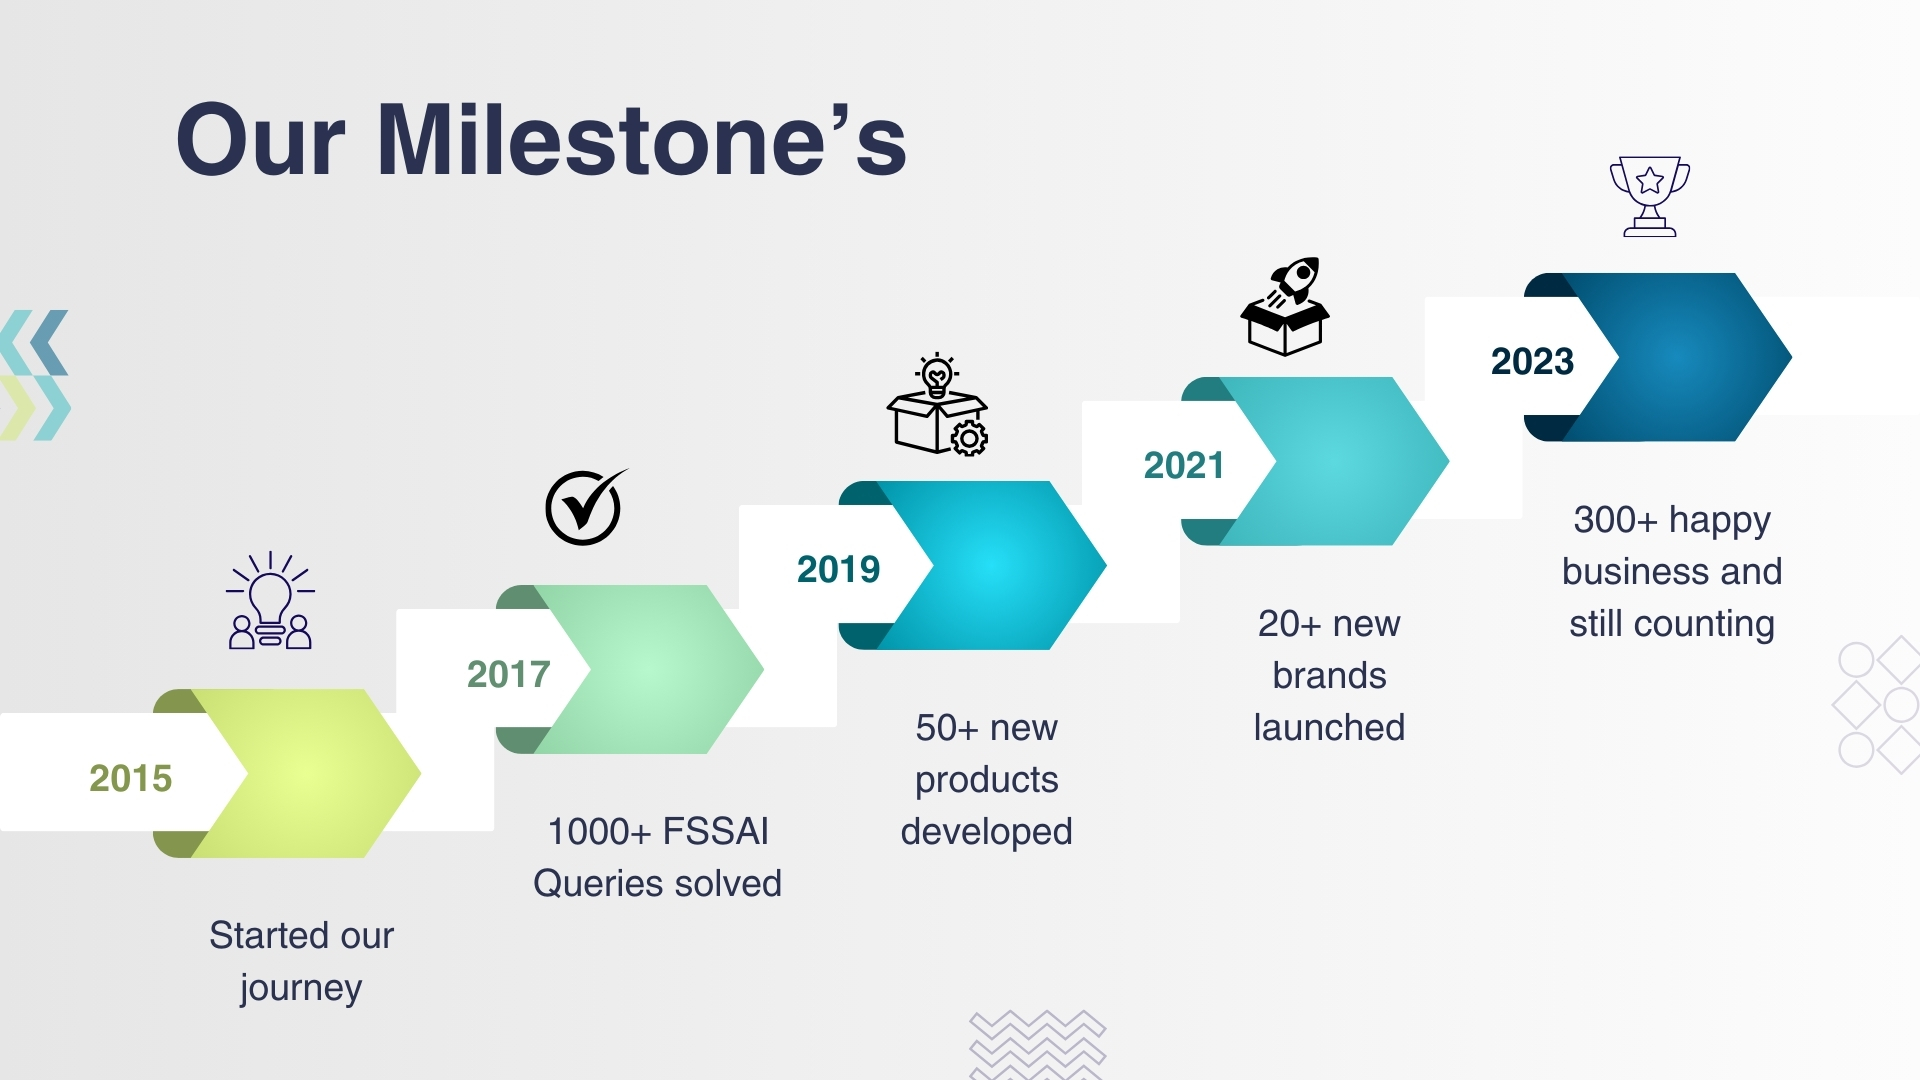 Our Milestone’s
2015
Started our
journey
2017
1000+ FSSAI
Queries solved
2019
50+ new
products
developed
2021
20+ new
brands
launched
2023
300+ happy
business and
still counting